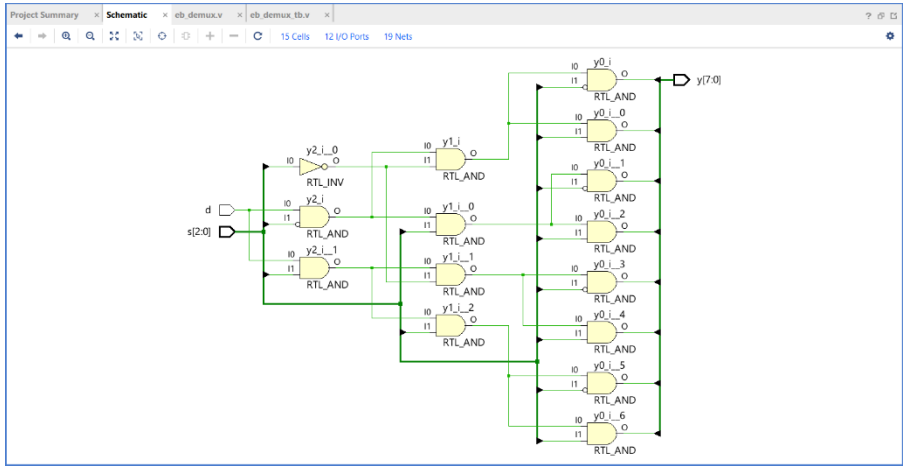 Project Summary × Schematic × eb_demux.v × eb_demux_tb.v × ?
15 Cells 12 I/O Ports 19 Nets
y0_i
I0 O
I1
RTL_AND
y[7:0]
y0_i__0
I0 O
I1
RTL_AND
y0_i__1
I0 O
I1
RTL_AND
y0_i__2
I0 O
I1
RTL_AND
y0_i__3
I0 O
I1
RTL_AND
y0_i__4
I0 O
I1
RTL_AND
y0_i__5
I0 O
I1
RTL_AND
y0_i__6
I0 O
I1
RTL_AND
y1_i
I0 O
I1
RTL_AND
y1_i__0
I0 O
I1
RTL_AND
y1_i__1
I0 O
I1
RTL_AND
y1_i__2
I0 O
I1
RTL_AND
y2_i__0
I0 O
RTL_INV
y2_i
I0 O
I1
RTL_AND
y2_i__1
I0 O
I1
RTL_AND
d
s[2:0]